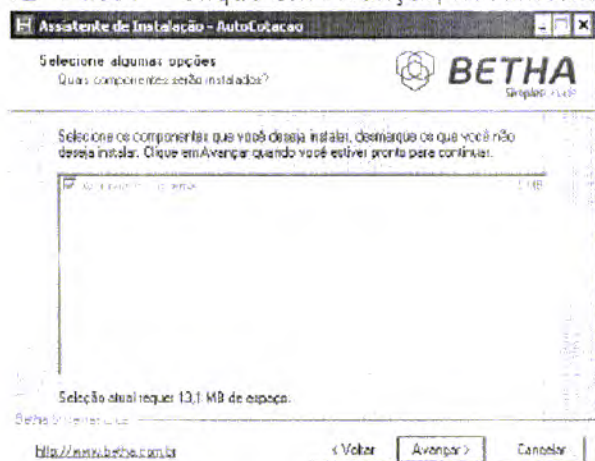 Assistente de Instalação - AutoCotacao
Selecione algumas opções
Quais componentes serão instalados?
BETHA
Selecione os componentes que você deseja instalar, desmarque os que você não
deseja instalar. Clique em Avançar quando você estiver pronto para continuar.
MB
Seleção atual requer 13,1 MB de espaço.
http://www.betha.com.br
< Voltar
Avançar >
Cancelar